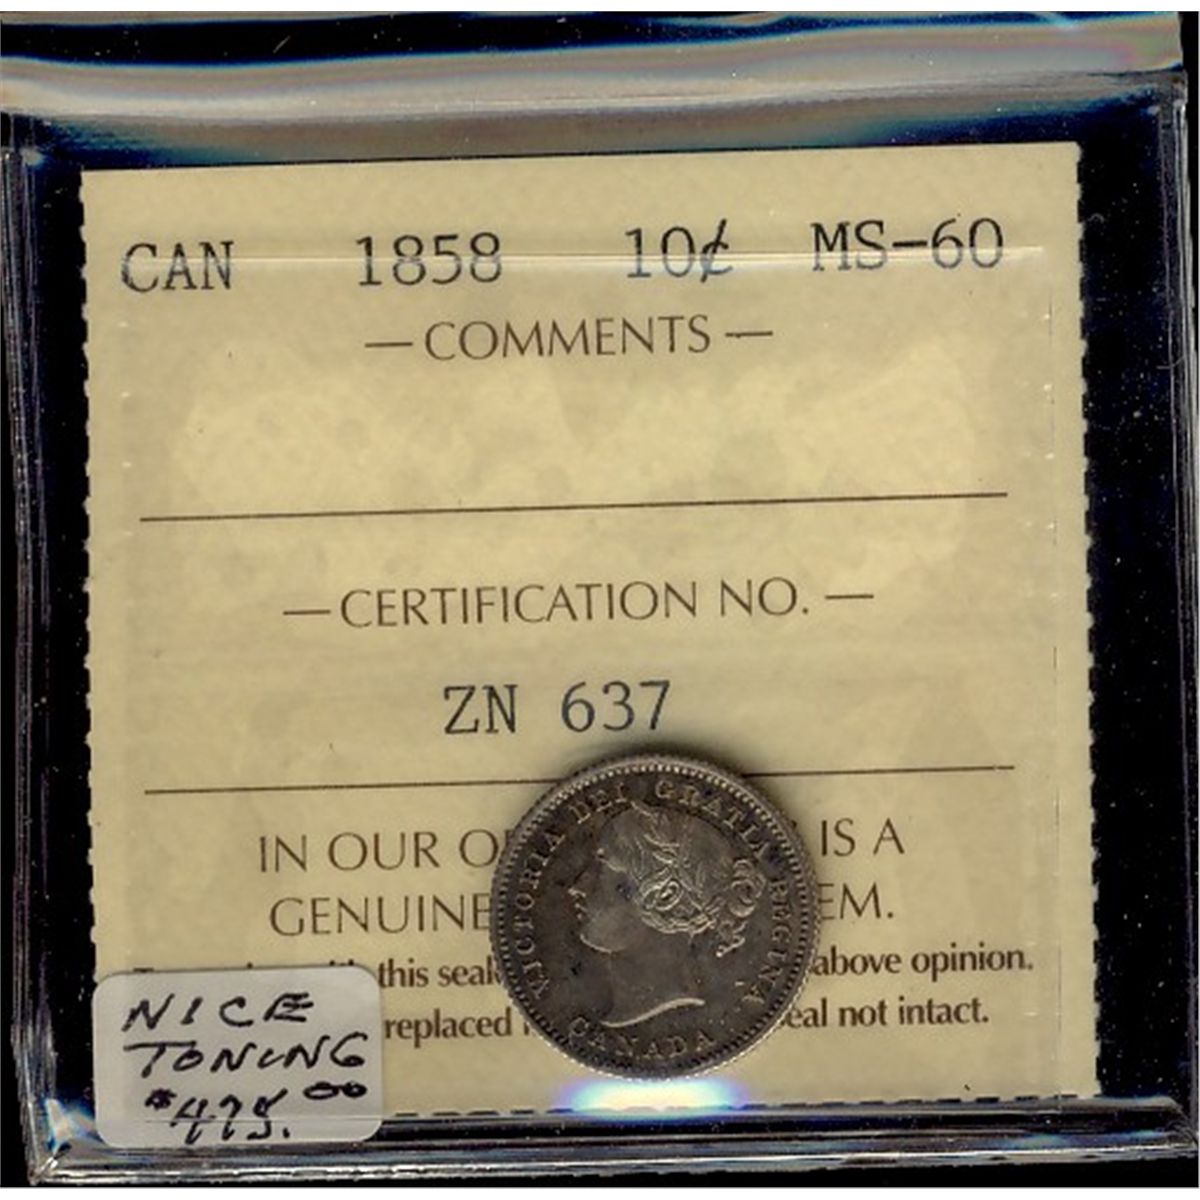 CAN 1858 10¢ MS-60
— COMMENTS —
— CERTIFICATION NO. —
ZN 637
IN OUR O IS A
GENUINE EM.
this seal above opinion.
replaced seal not intact.
VICTORIA DEI GRATIA REGINA.
CANADA
NICE
TONING
$475.00